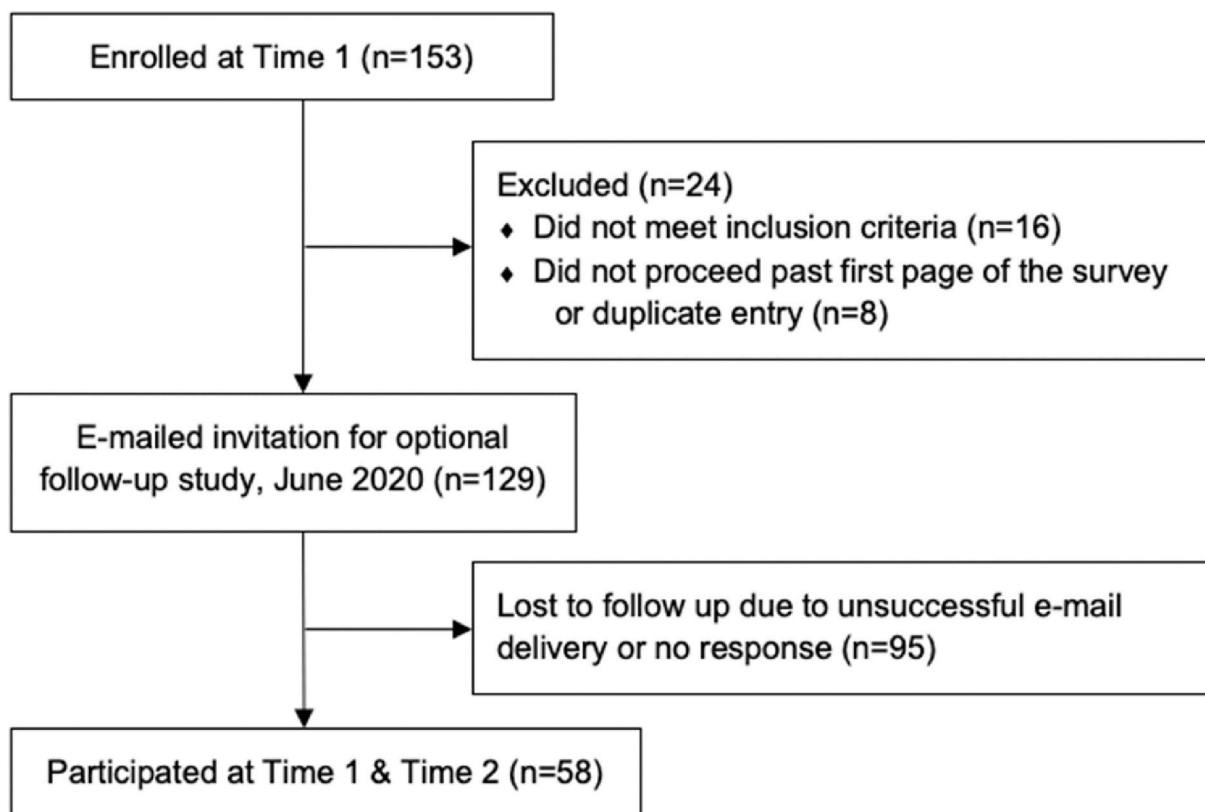 Enrolled at Time 1 (n=153)
Excluded (n=24)
♦ Did not meet inclusion criteria (n=16)
♦ Did not proceed past first page of the survey
or duplicate entry (n=8)
E-mailed invitation for optional
follow-up study, June 2020 (n=129)
Lost to follow up due to unsuccessful e-mail
delivery or no response (n=95)
Participated at Time 1 & Time 2 (n=58)